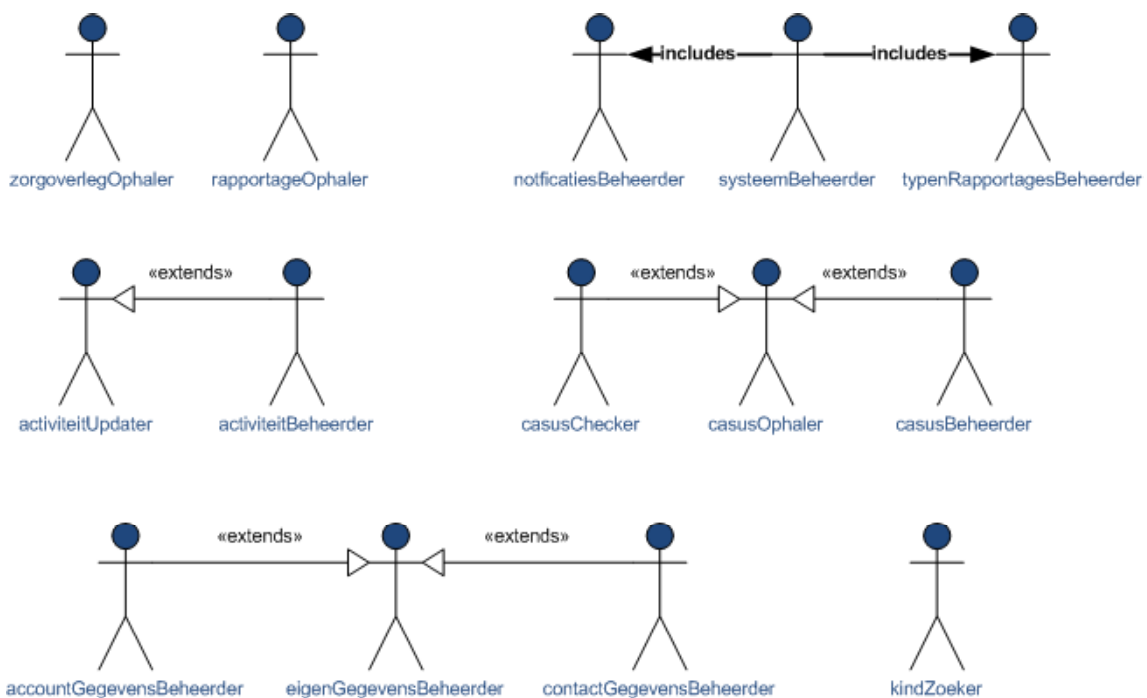 includes includes
zorgoverlegOphaler rapportageOphaler notficatiesBeheerder systeemBeheerder typenRapportagesBeheerder
«extends» «extends» «extends»
activiteitUpdater activiteitBeheerder casusChecker casusOphaler casusBeheerder
«extends» «extends»
accountGegevensBeheerder eigenGegevensBeheerder contactGegevensBeheerder kindZoeker